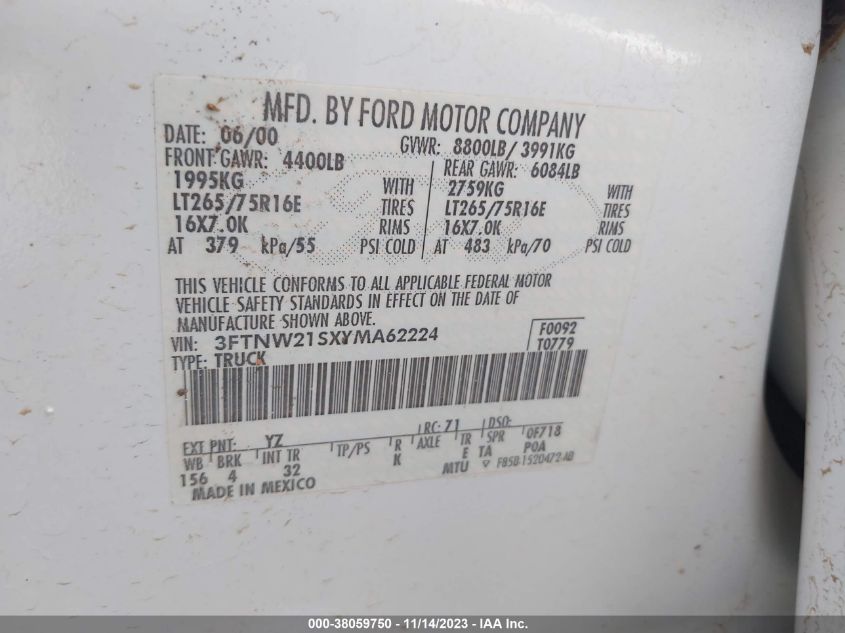 MFD. BY FORD MOTOR COMPANY
DATE: 06/00 GVWR: 8800LB/ 3991KG
FRONT GAWR: 4400LB REAR GAWR: 6084LB
1995KG WITH 2759KG WITH
LT265/75R16E TIRES LT265/75R16E TIRES
16X7.0K RIMS 16X7.0K RIMS
AT 379 kPa/55 PSI COLD AT 483 kPa/70 PSI COLD
THIS VEHICLE CONFORMS TO ALL APPLICABLE FEDERAL MOTOR
VEHICLE SAFETY STANDARDS IN EFFECT ON THE DATE OF
MANUFACTURE SHOWN ABOVE.
VIN: 3FTNW21SXYMA62224 F0092
TYPE: TRUCK T0779
EXT PNT: YZ RC: 71 DSO:
WB BRK INT TR TP/PS R AXLE TR SPR 0F718
156 4 32 K E TA P0A
MADE IN MEXICO MTU F85B-1520472-AB
000-38059750 - 11/14/2023 - IAA Inc.